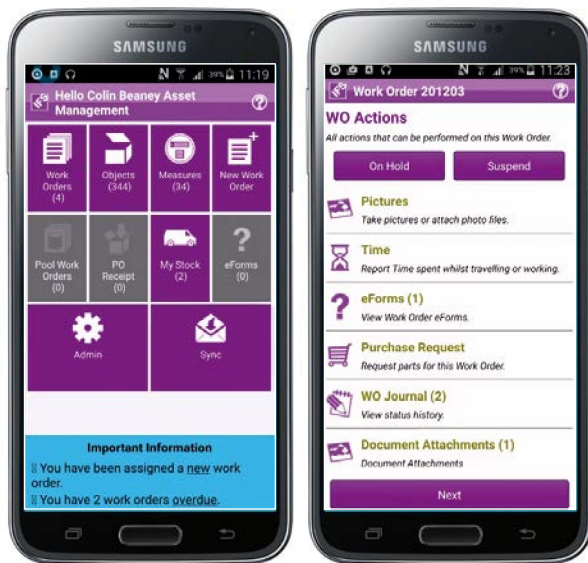 SAMSUNG
39% 11:19
Hello Colin Beaney Asset
Management
?
Work
Orders
(4)
Objects
(344)
Measures
(34)
New Work
Order
Pool Work
Orders
(0)
PO
Receipt
(0)
My Stock
(2)
?
eForms
(0)
Admin
Sync
Important Information
You have been assigned a new work
order.
You have 2 work orders overdue.
SAMSUNG
39% 11:23
Work Order 201203
?
WO Actions
All actions that can be performed on this Work Order.
On Hold
Suspend
Pictures
Take pictures or attach photo files.
Time
Report Time spent whilst travelling or working.
?
eForms (1)
View Work Order eForms.
Purchase Request
Request parts for this Work Order.
WO Journal (2)
View status history.
Document Attachments (1)
Document Attachments
Next